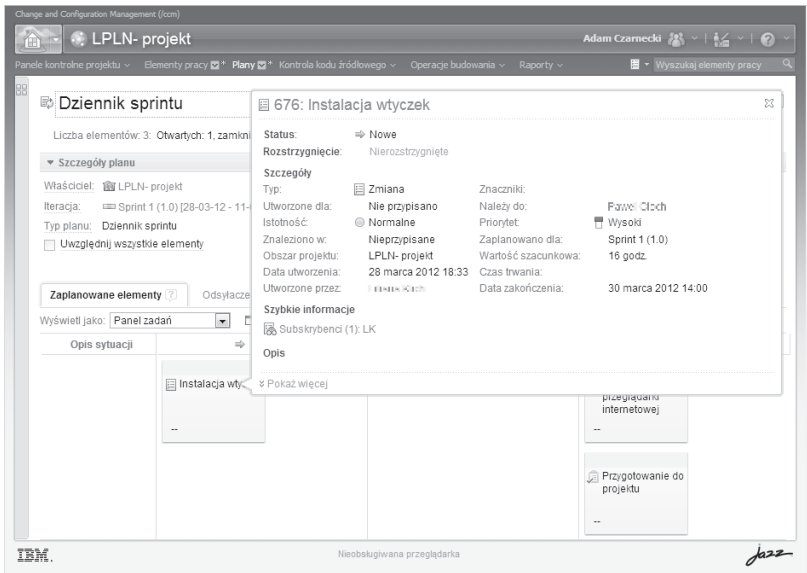 Change and Configuration Management (/ccm)
LPLN- projekt
Adam Czarnecki
Panele kontrolne projektu Elementy pracy * Plany * Kontrola kodu źródłowego Operacje budowania Raporty Wyszukaj elementy pracy
Dziennik sprintu
Liczba elementów: 3: Otwartych: 1, zamkni
Szczegóły planu
Właściciel: LPLN- projekt
Iteracja: Sprint 1 (1.0) [28-03-12 - 11-
Typ planu: Dziennik sprintu
Uwzględnij wszystkie elementy
Zaplanowane elementy ? Odsyłacze
Wyświetl jako: Panel zadań
Opis sytuacji
Instalacja wty
--
676: Instalacja wtyczek
Status: Nowe
Rozstrzygnięcie: Nierozstrzygnięte
Szczegóły
Typ: Zmiana Znaczniki:
Utworzone dla: Nie przypisano Należy do:
Istotność: Normalne Priorytet: Wysoki
Znaleziono w: Nieprzypisane Zaplanowano dla: Sprint 1 (1.0)
Obszar projektu: LPLN- projekt Wartość szacunkowa: 16 godz.
Data utworzenia: 28 marca 2012 18:33 Czas trwania:
Utworzone przez: Data zakończenia: 30 marca 2012 14:00
Szybkie informacje
Subskrybenci (1): LK
Opis
Pokaż więcej
przeglądarki
internetowej
--
Przygotowanie do
projektu
--
IBM.
Nieobsługiwana przeglądarka
jazz